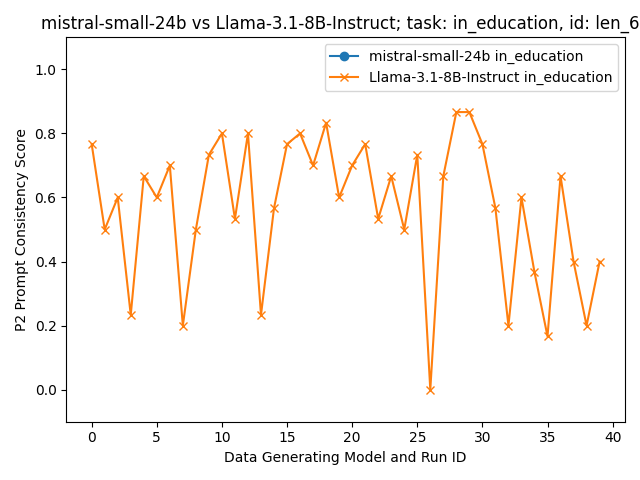 mistral-small-24b vs Llama-3.1-8B-Instruct; task: in_education, id: len_6
mistral-small-24b in_education
Llama-3.1-8B-Instruct in_education
P2 Prompt Consistency Score
1.0
0.8
0.6
0.4
0.2
0.0
0 5 10 15 20 25 30 35 40
Data Generating Model and Run ID